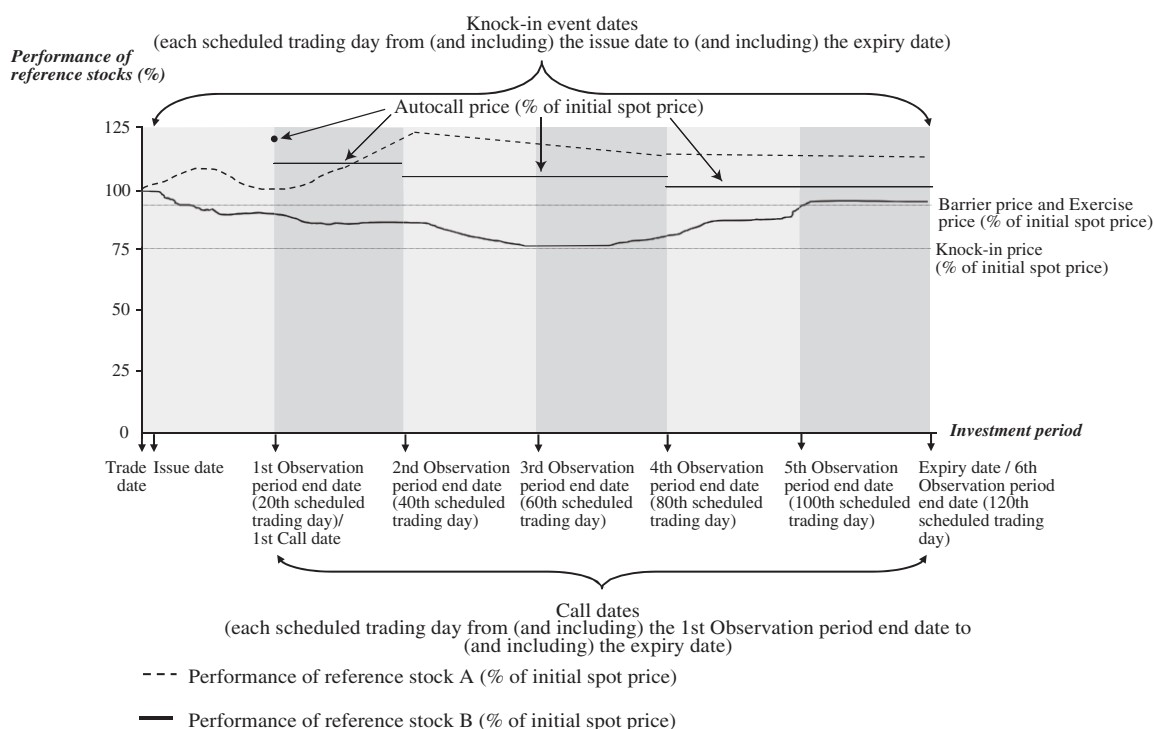 Knock-in event dates
(each scheduled trading day from (and including) the issue date to (and including) the expiry date)
Performance of
reference stocks (%)
Autocall price (% of initial spot price)
125
100
75
50
25
0
Barrier price and Exercise
price (% of initial spot price)
Knock-in price
(% of initial spot price)
Investment period
Trade
date
Issue date
1st Observation
period end date
(20th scheduled
trading day)/
1st Call date
2nd Observation
period end date
(40th scheduled
trading day)
3rd Observation
period end date
(60th scheduled
trading day)
4th Observation
period end date
(80th scheduled
trading day)
5th Observation
period end date
(100th scheduled
trading day)
Expiry date / 6th
Observation period
end date (120th
scheduled trading
day)
Call dates
(each scheduled trading day from (and including) the 1st Observation period end date to
(and including) the expiry date)
Performance of reference stock A (% of initial spot price)
Performance of reference stock B (% of initial spot price)